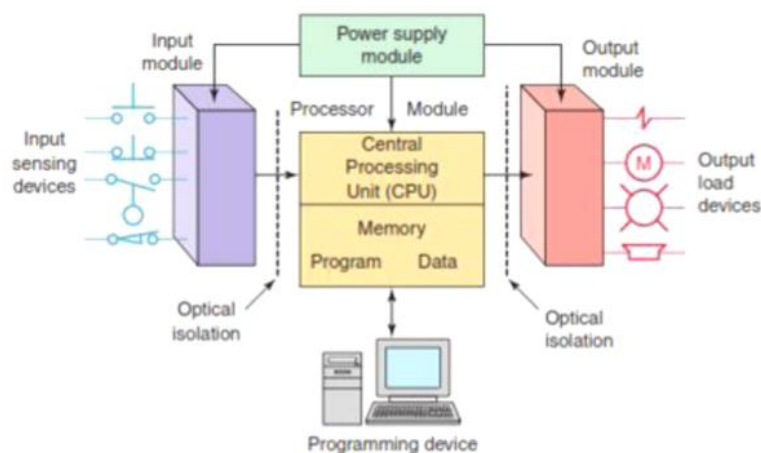 Input
module
Power supply
module
Output
module
Processor Module
Input
sensing
devices
Central
Processing
Unit (CPU)
Memory
Program Data
M
Output
load
devices
Optical
isolation
Optical
isolation
Programming device